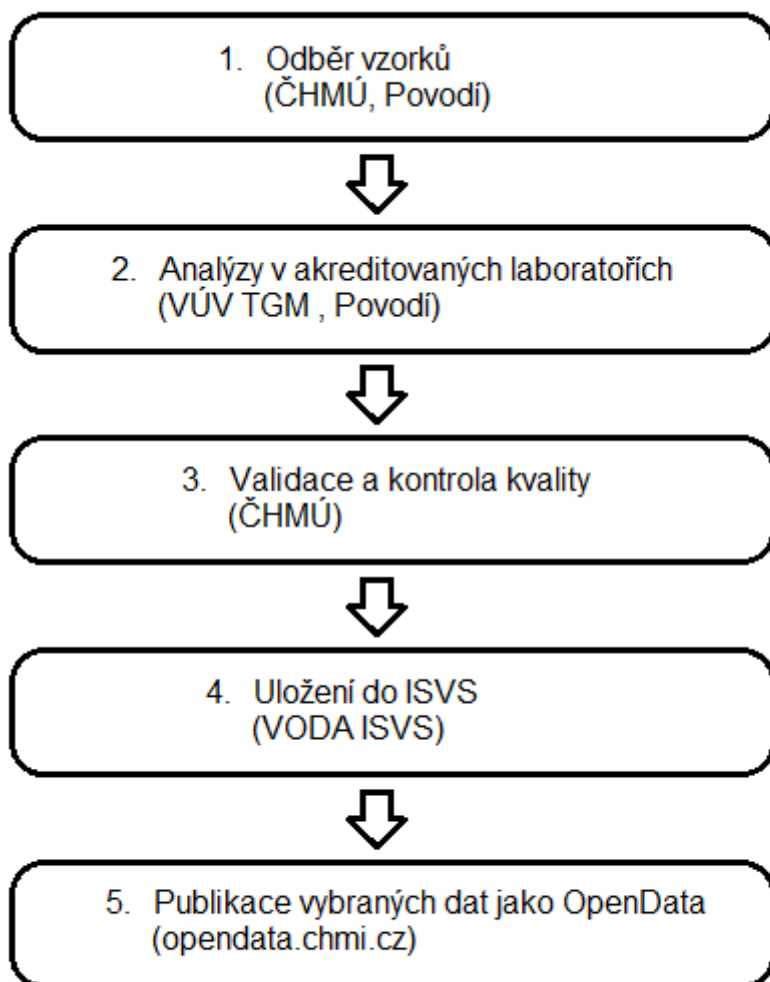 1. Odběr vzorků
(ČHMÚ, Povodí)
2. Analýzy v akreditovaných laboratořích
(VÚV TGM , Povodí)
3. Validace a kontrola kvality
(ČHMÚ)
4. Uložení do ISVS
(VODA ISVS)
5. Publikace vybraných dat jako OpenData
(opendata.chmi.cz)